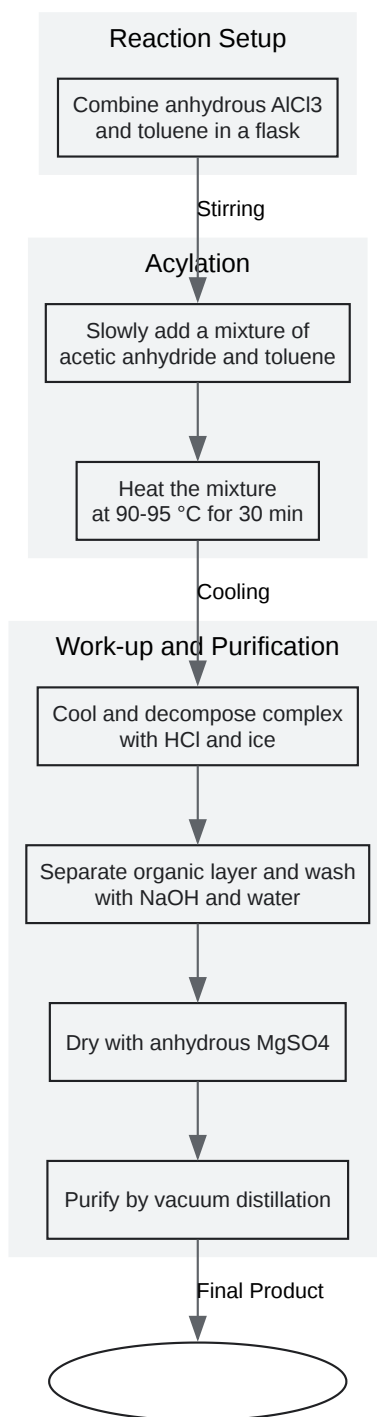 Reaction Setup
Combine anhydrous AlCl3
and toluene in a flask
Stirring
Acylation
Slowly add a mixture of
acetic anhydride and toluene
Heat the mixture
at 90-95 °C for 30 min
Cooling
Work-up and Purification
Cool and decompose complex
with HCl and ice
Separate organic layer and wash
with NaOH and water
Dry with anhydrous MgSO4
Purify by vacuum distillation
Final Product